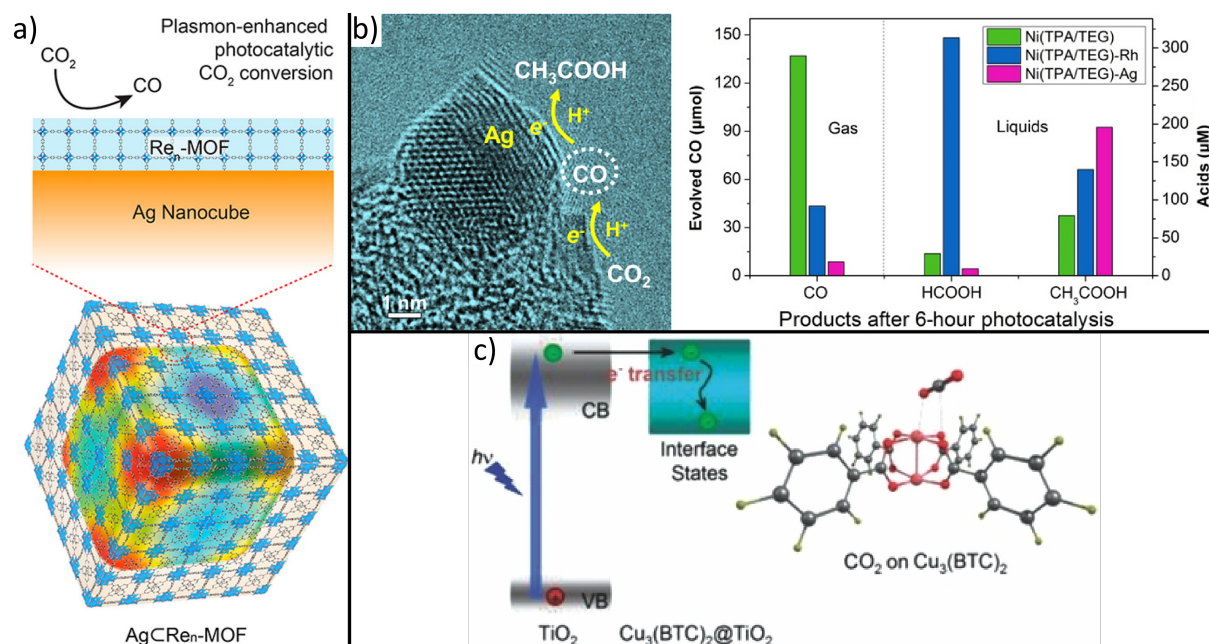 a)
Plasmon-enhanced
photocatalytic
CO₂ conversion
CO₂
CO
Reₙ-MOF
Ag Nanocube
Ag⊂Reₙ-MOF
b)
CH₃COOH
H⁺
e⁻
Ag
CO
e⁻
H⁺
CO₂
1 nm
Ni(TPA/TEG)
Ni(TPA/TEG)-Rh
Ni(TPA/TEG)-Ag
Gas
Liquids
Evolved CO (μmol)
150
120
90
60
30
0
Acids (uM)
300
250
200
150
100
50
0
CO
HCOOH
CH₃COOH
Products after 6-hour photocatalysis
c)
CB
e⁻ transfer
Interface
States
hν
VB
TiO₂
Cu₃(BTC)₂@TiO₂
CO₂ on Cu₃(BTC)₂